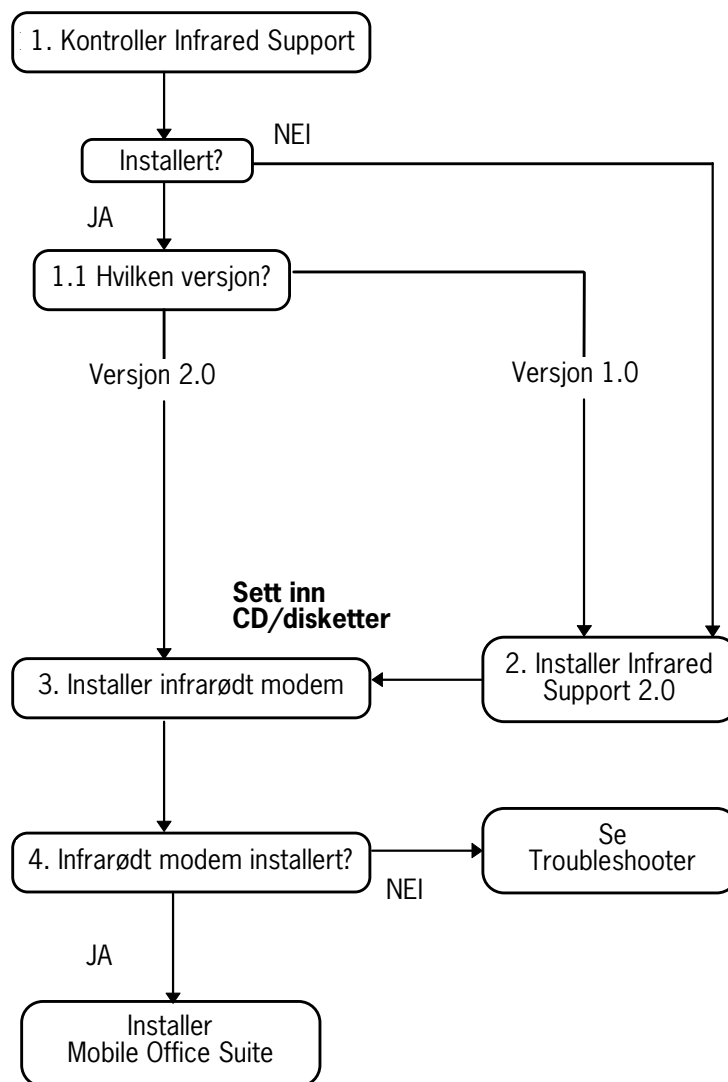 1. Kontroller Infrared Support
NEI
Installert?
JA
1.1 Hvilken versjon?
Versjon 2.0
Versjon 1.0
Sett inn
CD/disketter
2. Installer Infrared
Support 2.0
3. Installer infrarødt modem
4. Infrarødt modem installert?
Se
Troubleshooter
NEI
JA
Installer
Mobile Office Suite